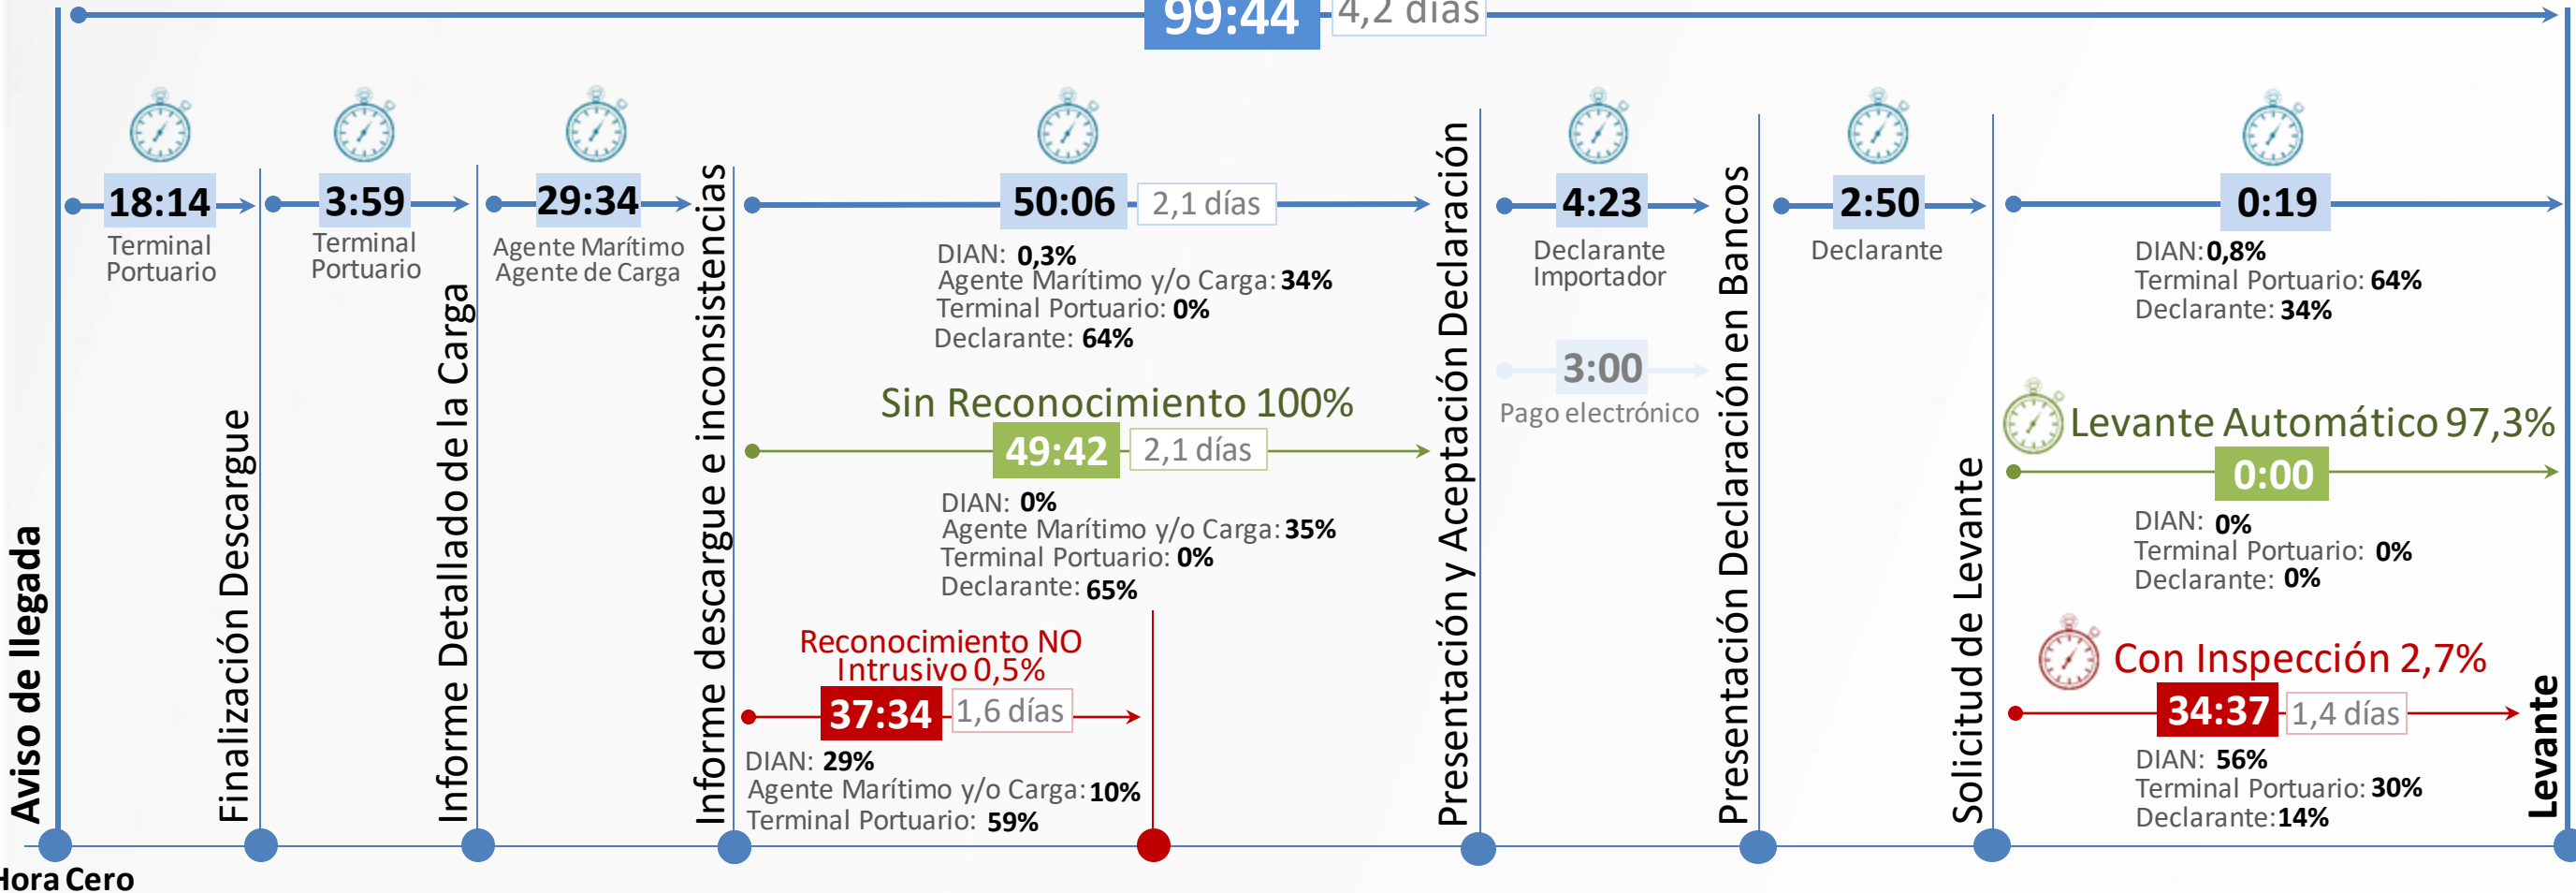 99:44
4,2 días
18:14
Terminal
Portuario
3:59
Terminal
Portuario
29:34
Agente Marítimo
Agente de Carga
50:06
2,1 días
DIAN: 0,3%
Agente Marítimo y/o Carga: 34%
Terminal Portuario: 0%
Declarante: 64%
4:23
Declarante
Importador
3:00
Pago electrónico
2:50
Declarante
0:19
DIAN: 0,8%
Terminal Portuario: 64%
Declarante: 34%
Sin Reconocimiento 100%
49:42
2,1 días
DIAN: 0%
Agente Marítimo y/o Carga: 35%
Terminal Portuario: 0%
Declarante: 65%
Levante Automático 97,3%
0:00
DIAN: 0%
Terminal Portuario: 0%
Declarante: 0%
Reconocimiento NO
Intrusivo 0,5%
37:34
1,6 días
DIAN: 29%
Agente Marítimo y/o Carga: 10%
Terminal Portuario: 59%
Con Inspección 2,7%
34:37
1,4 días
DIAN: 56%
Terminal Portuario: 30%
Declarante: 14%
Aviso de llegada
Finalización Descargue
Informe Detallado de la Carga
Informe descargue e inconsistencias
Presentación y Aceptación Declaración
Presentación Declaración en Bancos
Solicitud de Levante
Levante
Hora Cero